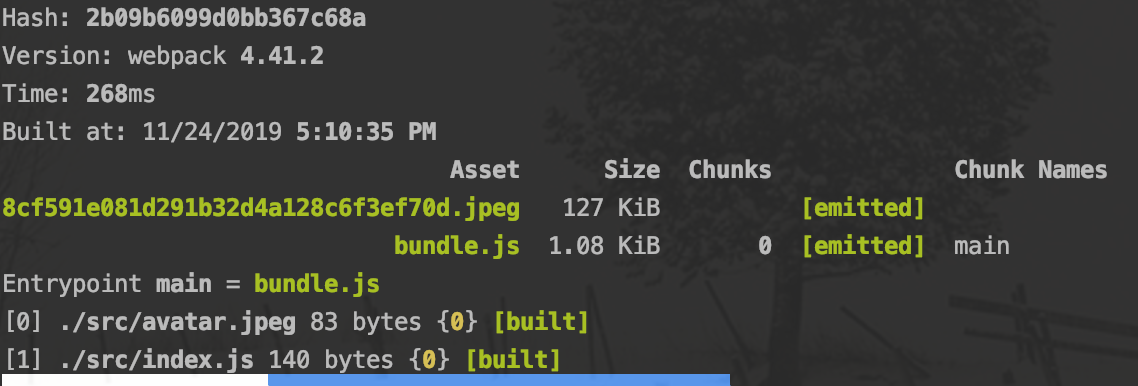 Hash: 2b09b6099d0bb367c68a
Version: webpack 4.41.2
Time: 268ms
Built at: 11/24/2019 5:10:35 PM
Asset Size Chunks Chunk Names
8cf591e081d291b32d4a128c6f3ef70d.jpeg 127 KiB [emitted]
bundle.js 1.08 KiB 0 [emitted] main
Entrypoint main = bundle.js
[0] ./src/avatar.jpeg 83 bytes {0} [built]
[1] ./src/index.js 140 bytes {0} [built]